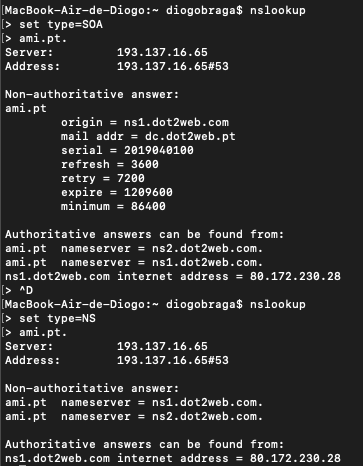 [MacBook-Air-de-Diogo:~ diogobraga$ nslookup
[> set type=SOA
[> ami.pt.
Server: 193.137.16.65
Address: 193.137.16.65#53
Non-authoritative answer:
ami.pt
origin = ns1.dot2web.com
mail addr = dc.dot2web.pt
serial = 2019040100
refresh = 3600
retry = 7200
expire = 1209600
minimum = 86400
Authoritative answers can be found from:
ami.pt nameserver = ns2.dot2web.com.
ami.pt nameserver = ns1.dot2web.com.
ns1.dot2web.com internet address = 80.172.230.28
[> ^D
[MacBook-Air-de-Diogo:~ diogobraga$ nslookup
[> set type=NS
[> ami.pt.
Server: 193.137.16.65
Address: 193.137.16.65#53
Non-authoritative answer:
ami.pt nameserver = ns1.dot2web.com.
ami.pt nameserver = ns2.dot2web.com.
Authoritative answers can be found from:
ns1.dot2web.com internet address = 80.172.230.28